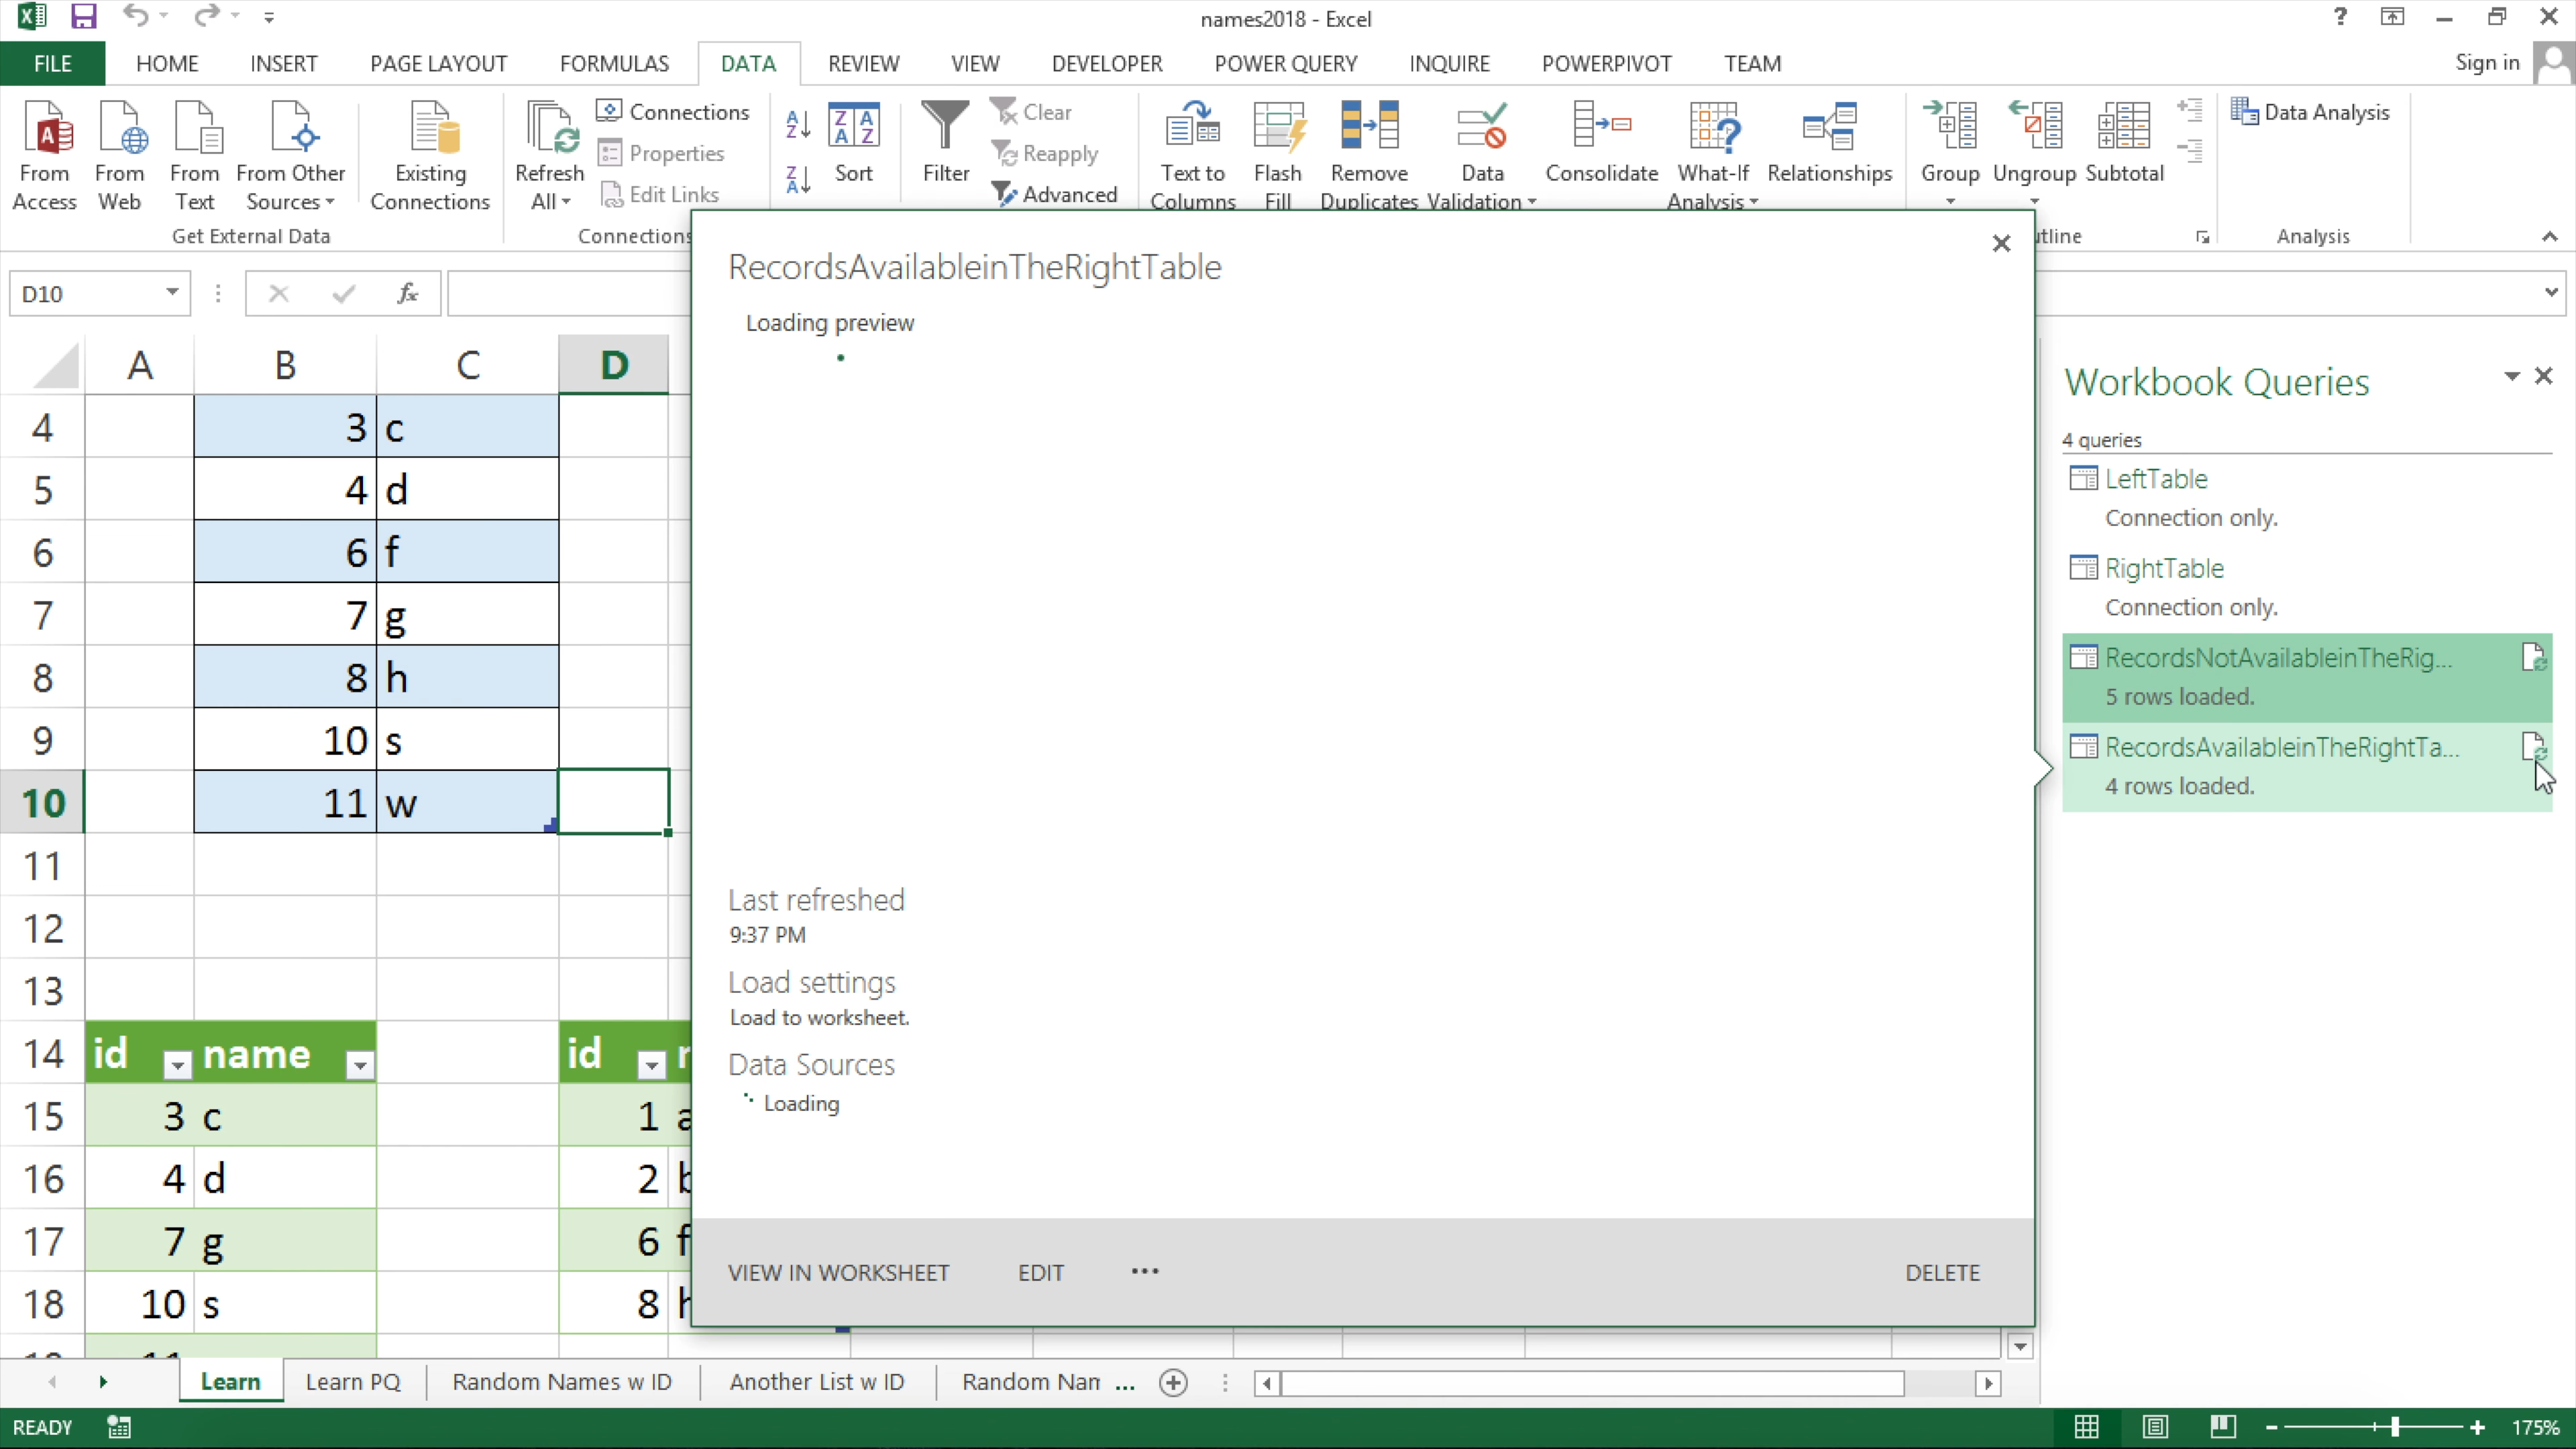 names2018 - Excel
?
FILE HOME INSERT PAGE LAYOUT FORMULAS DATA REVIEW VIEW DEVELOPER POWER QUERY INQUIRE POWERPIVOT TEAM Sign in
From Access
From Web
From Text
From Other Sources
Existing Connections
Get External Data
Refresh All
Connections
Properties
Edit Links
Connections
Sort
Filter
Clear
Reapply
Advanced
Text to Columns
Flash Fill
Remove Duplicates
Data Validation
Consolidate
What-If Analysis
Relationships
Group
Ungroup
Subtotal
utline
Data Analysis
Analysis
D10
fx
A B C D
4 3 c
5 4 d
6 6 f
7 7 g
8 8 h
9 10 s
10 11 w
11
12
13
14 id name id
15 3 c 1 a
16 4 d 2 b
17 7 g 6 f
18 10 s 8 h
RecordsAvailableinTheRightTable
Loading preview
Last refreshed
9:37 PM
Load settings
Load to worksheet.
Data Sources
Loading
VIEW IN WORKSHEET EDIT ••• DELETE
Workbook Queries
4 queries
LeftTable
Connection only.
RightTable
Connection only.
RecordsNotAvailableinTheRig...
5 rows loaded.
RecordsAvailableinTheRightTa...
4 rows loaded.
Learn Learn PQ Random Names w ID Another List w ID Random Nam ...
READY 175%